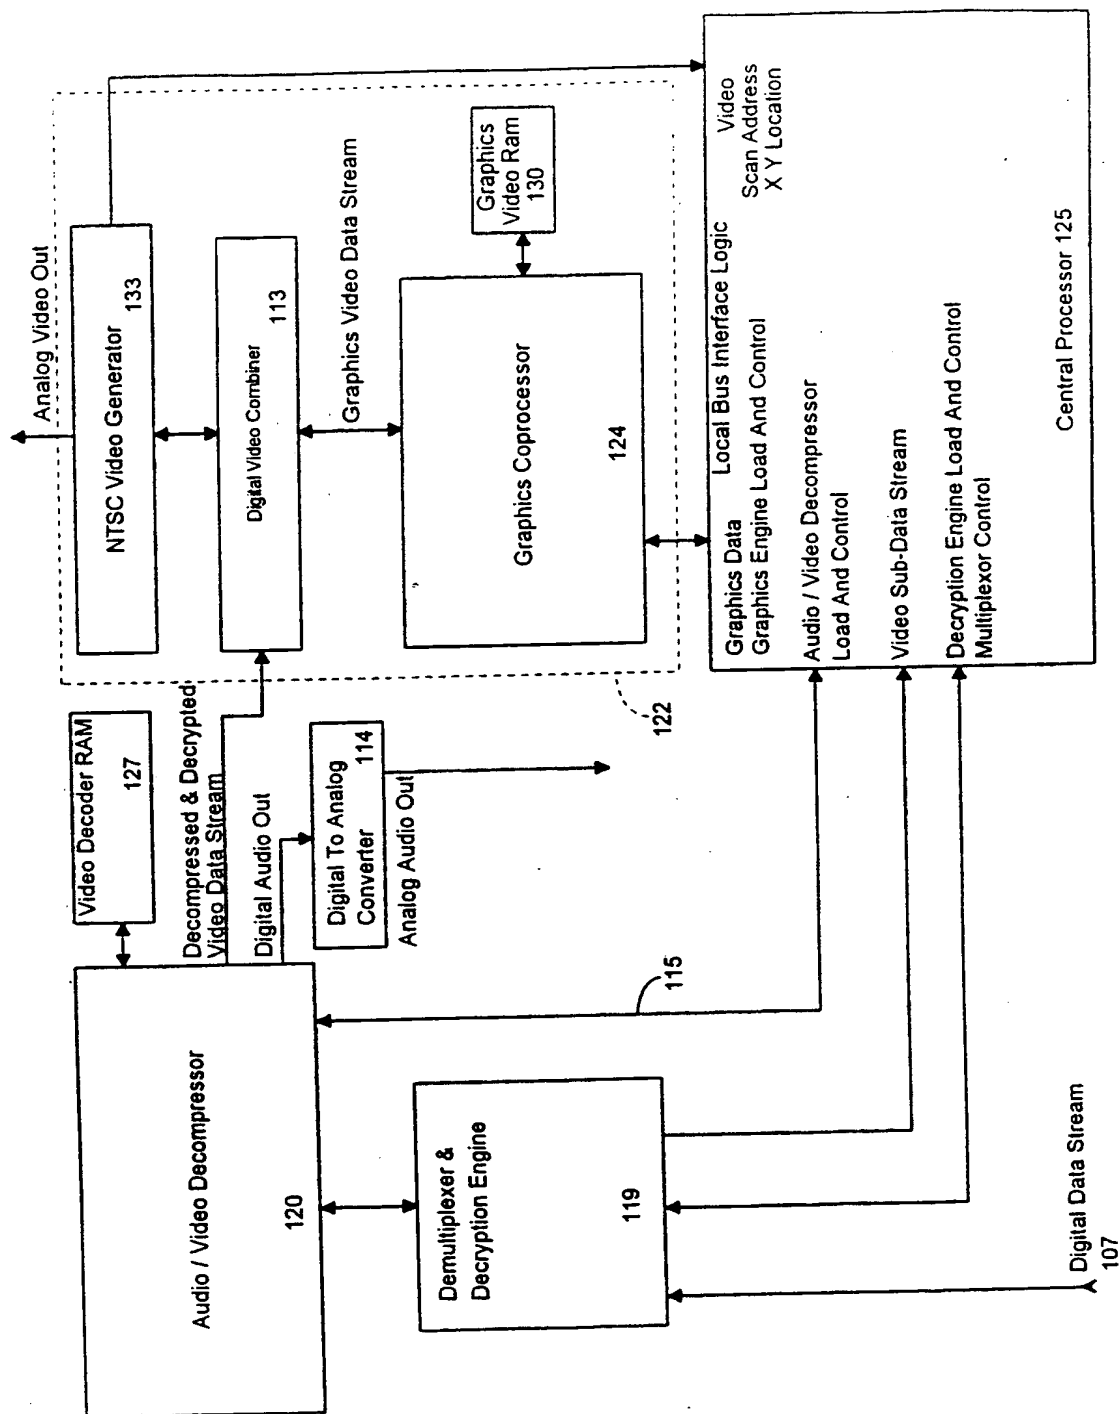 Audio / Video Decompressor
120
Video Decoder RAM
127
Decompressed & Decrypted
Video Data Stream
Digital Audio Out
Digital To Analog
Converter
114
Analog Audio Out
Analog Video Out
NTSC Video Generator
133
Digital Video Combiner
113
Graphics Video Data Stream
Graphics Coprocessor
124
Graphics
Video Ram
130
122
115
Demultiplexer &
Decryption Engine
119
Digital Data Stream
107
Local Bus Interface Logic
Graphics Data
Graphics Engine Load And Control
Audio / Video Decompressor
Load And Control
Video Sub-Data Stream
Decryption Engine Load And Control
Multiplexor Control
Video
Scan Address
X Y Location
Central Processor 125